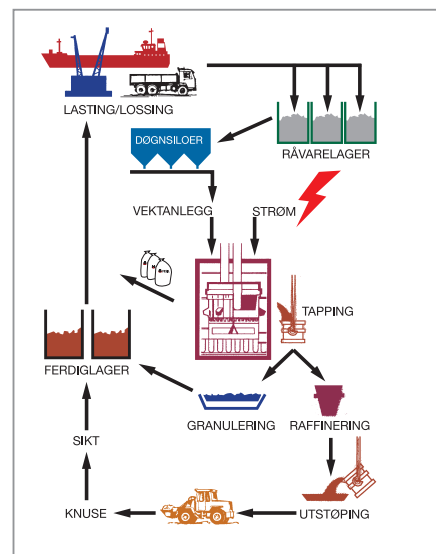 LASTING/LOSSING
DØGNSILOER
RÅVARELAGER
VEKTANLEGG
STRØM
TAPPING
FERDIGLAGER
GRANULERING
RAFFINERING
SIKT
KNUSE
UTSTØPING